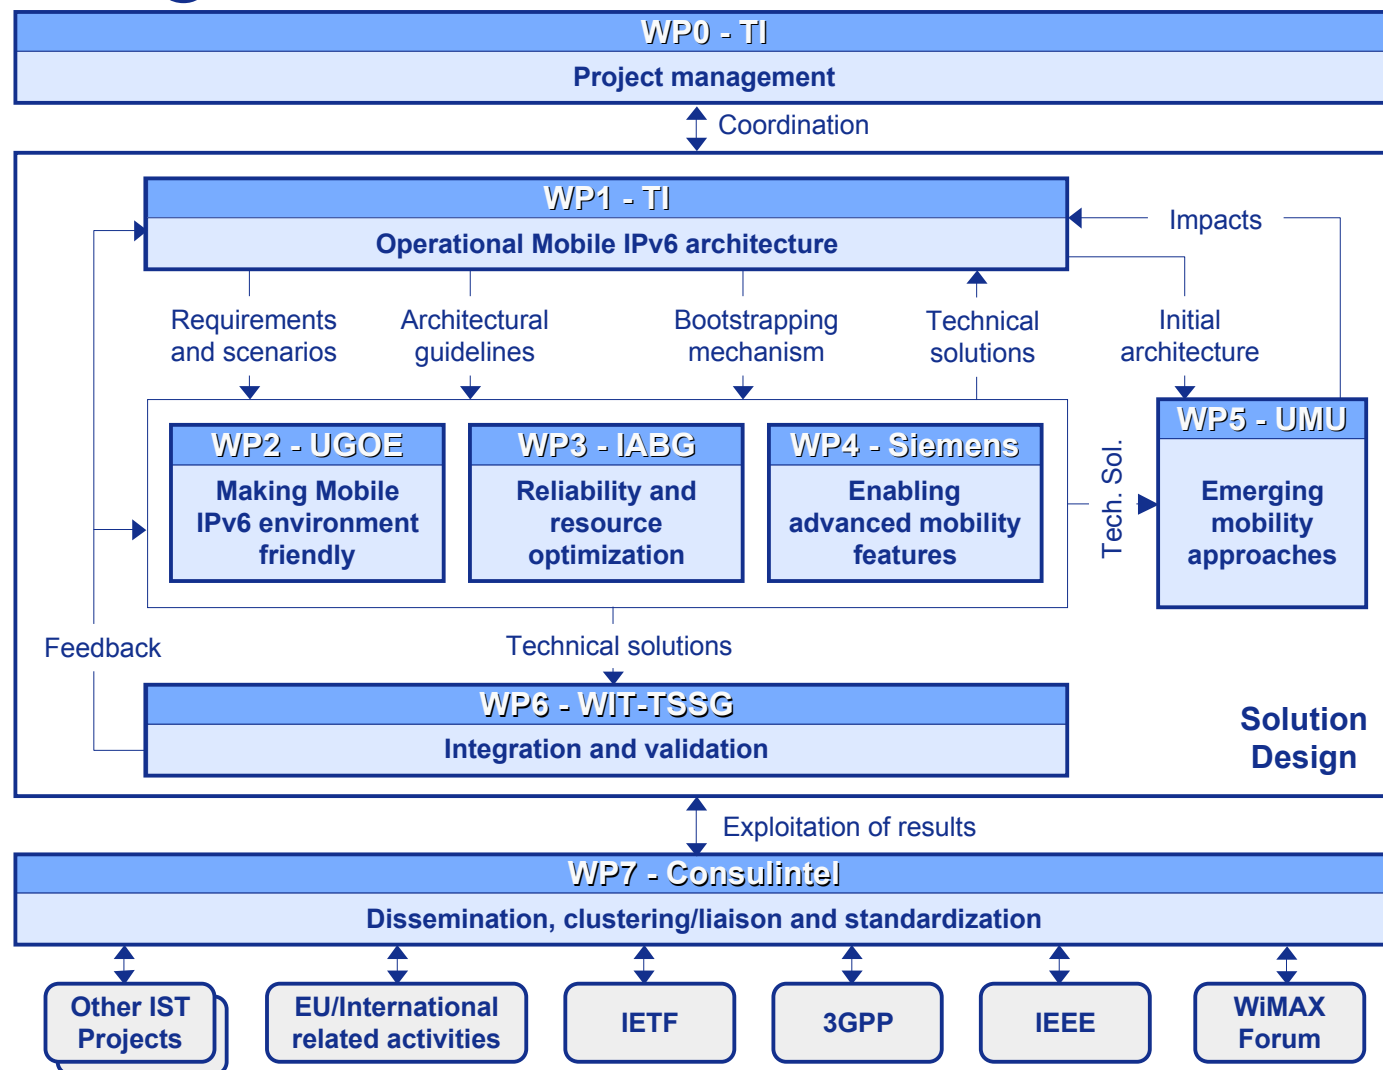 WP0 - TI
Project management
Coordination
WP1 - TI
Operational Mobile IPv6 architecture
Impacts
Requirements
and scenarios
Architectural
guidelines
Bootstrapping
mechanism
Technical
solutions
Initial
architecture
WP2 - UGOE
Making Mobile
IPv6 environment
friendly
WP3 - IABG
Reliability and
resource
optimization
WP4 - Siemens
Enabling
advanced mobility
features
Tech. Sol.
WP5 - UMU
Emerging
mobility
approaches
Feedback
Technical solutions
WP6 - WIT-TSSG
Integration and validation
Solution
Design
Exploitation of results
WP7 - Consulintel
Dissemination, clustering/liaison and standardization
Other IST
Projects
EU/International
related activities
IETF
3GPP
IEEE
WiMAX
Forum